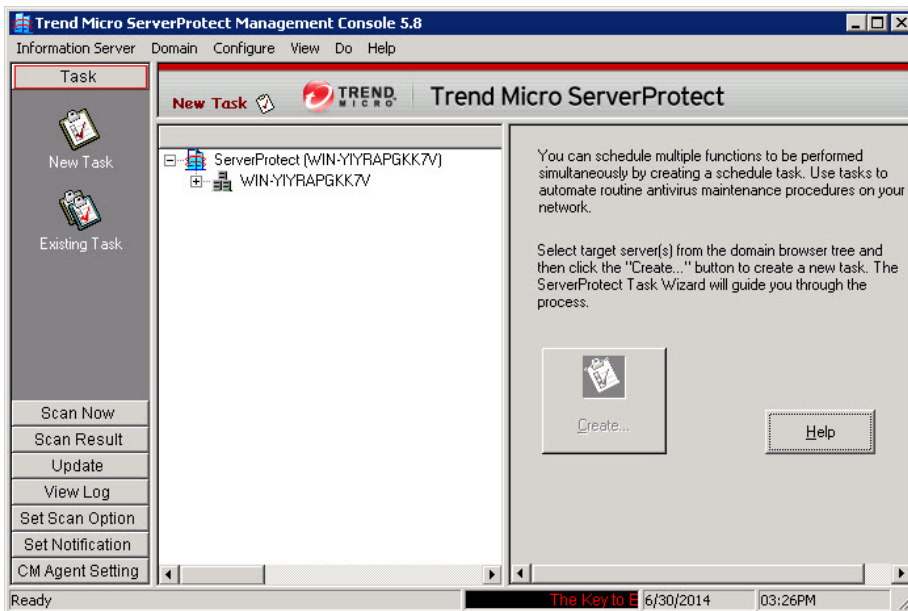 Trend Micro ServerProtect Management Console 5.8
Information Server Domain Configure View Do Help
Task
New Task
Existing Task
Scan Now
Scan Result
Update
View Log
Set Scan Option
Set Notification
CM Agent Setting
New Task
TREND
MICRO
Trend Micro ServerProtect
ServerProtect (WIN-YIYRAPGKK7V)
WIN-YIYRAPGKK7V
You can schedule multiple functions to be performed
simultaneously by creating a schedule task. Use tasks to
automate routine antivirus maintenance procedures on your
network.
Select target server(s) from the domain browser tree and
then click the "Create..." button to create a new task. The
ServerProtect Task Wizard will guide you through the
process.
Create...
Help
Ready
The Key to E
6/30/2014
03:26PM